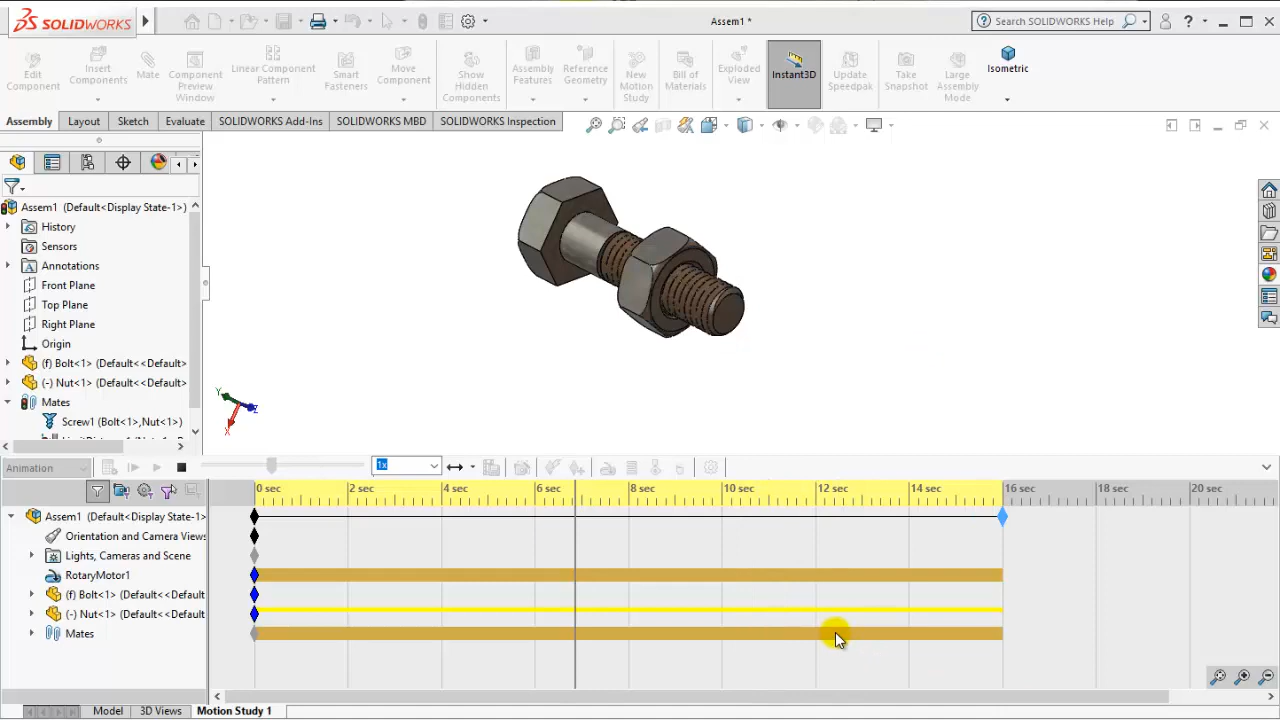 SOLIDWORKS
Assem1 *
Search SOLIDWORKS Help
?
Edit Component
Insert Components
Mate
Component Preview Window
Linear Component Pattern
Smart Fasteners
Move Component
Show Hidden Components
Assembly Features
Reference Geometry
New Motion Study
Bill of Materials
Exploded View
Instant3D
Update Speedpak
Take Snapshot
Large Assembly Mode
Isometric
Assembly
Layout
Sketch
Evaluate
SOLIDWORKS Add-Ins
SOLIDWORKS MBD
SOLIDWORKS Inspection
Assem1 (Default<Display State-1>)
History
Sensors
Annotations
Front Plane
Top Plane
Right Plane
Origin
(f) Bolt<1> (Default<<Default>
(-) Nut<1> (Default<<Default>
Mates
Screw1 (Bolt<1>,Nut<1>)
Y
Z
X
Animation
1x
0 sec 2 sec 4 sec 6 sec 8 sec 10 sec 12 sec 14 sec 16 sec 18 sec 20 sec
Assem1 (Default<Display State-1>
Orientation and Camera Views
Lights, Cameras and Scene
RotaryMotor1
(f) Bolt<1> (Default<<Default
(-) Nut<1> (Default<<Default
Mates
Model
3D Views
Motion Study 1